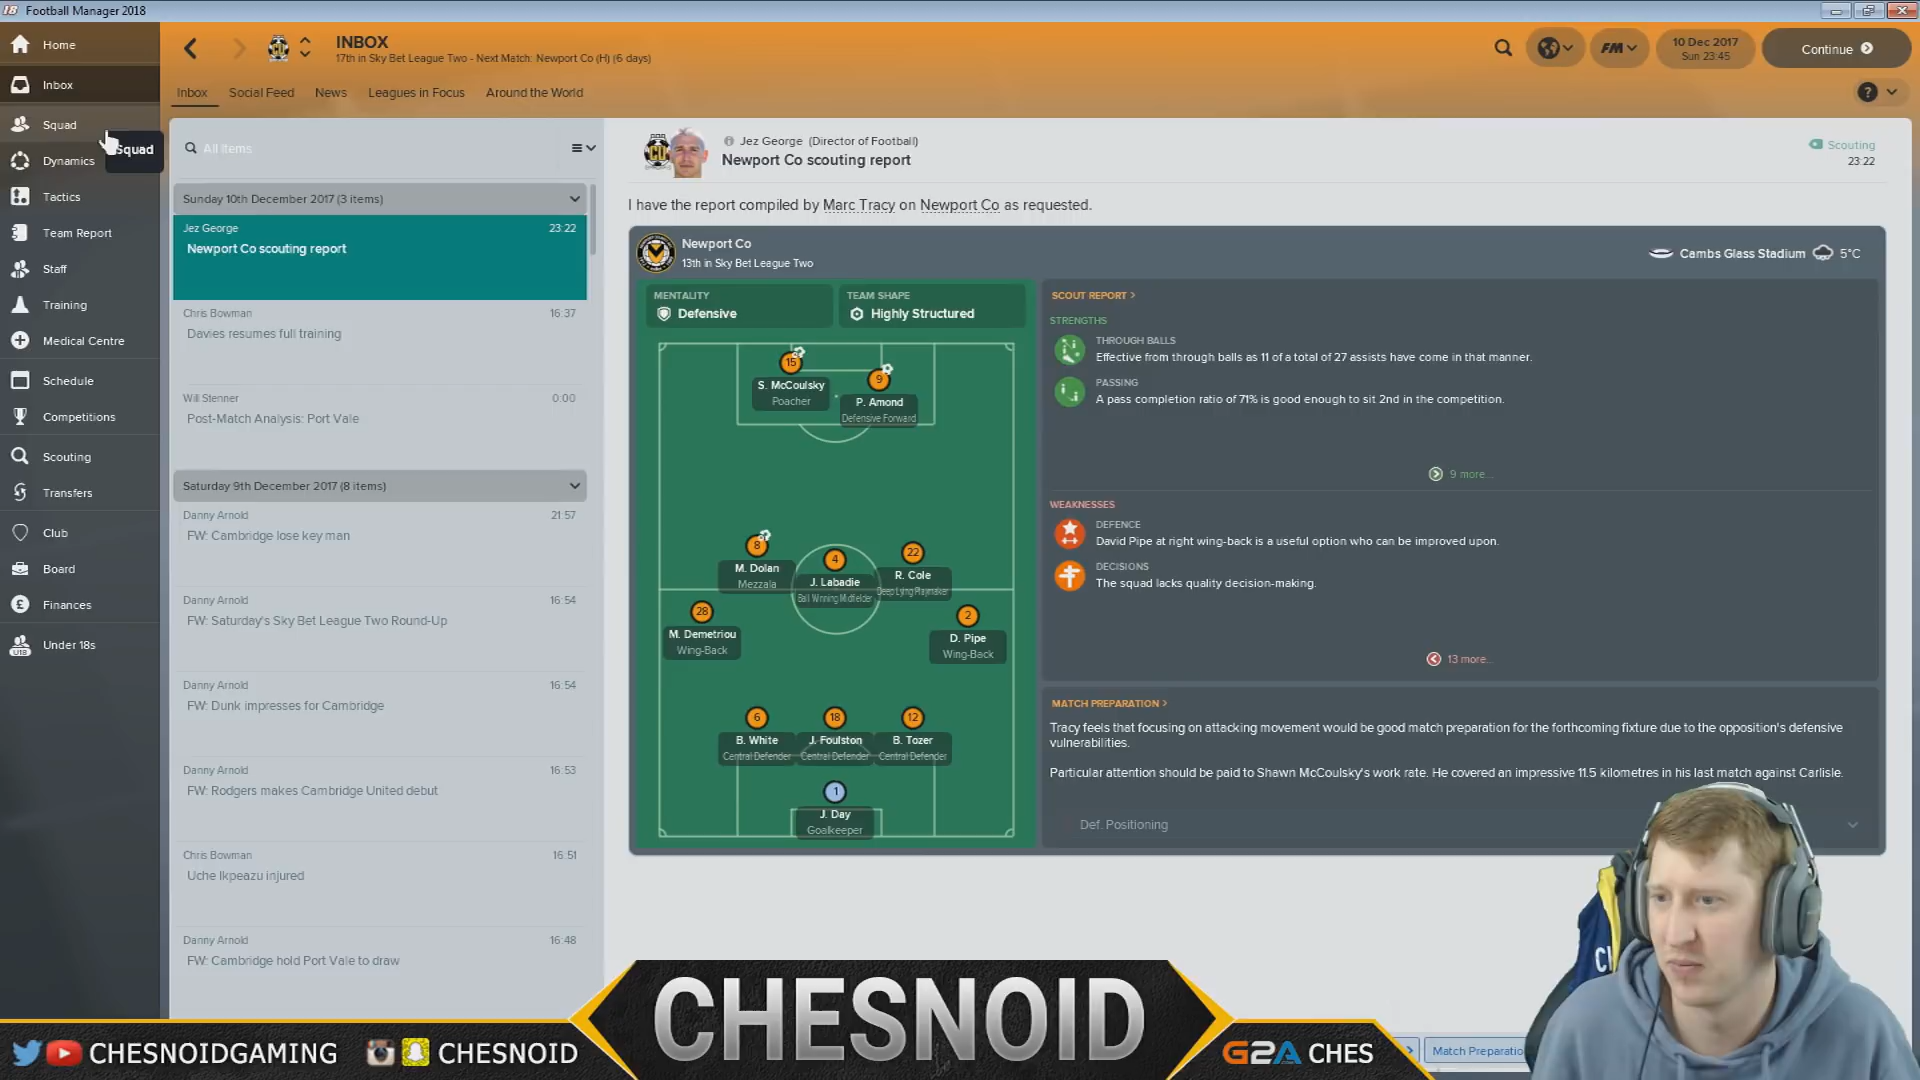 Football Manager 2018
Home
Inbox
Squad
Squad
Dynamics
Tactics
Team Report
Staff
Training
Medical Centre
Schedule
Competitions
Scouting
Transfers
Club
Board
Finances
Under 18s
INBOX
17th in Sky Bet League Two - Next Match: Newport Co (H) (6 days)
FM
10 Dec 2017
Sun 23:45
Continue
Inbox Social Feed News Leagues in Focus Around the World
All Items
Sunday 10th December 2017 (3 items)
Jez George 23:22
Newport Co scouting report
Chris Bowman 16:37
Davies resumes full training
Will Stenner 0:00
Post-Match Analysis: Port Vale
Saturday 9th December 2017 (8 items)
Danny Arnold 21:57
FW: Cambridge lose key man
Danny Arnold 16:54
FW: Saturday's Sky Bet League Two Round-Up
Danny Arnold 16:54
FW: Dunk impresses for Cambridge
Danny Arnold 16:53
FW: Rodgers makes Cambridge United debut
Chris Bowman 16:51
Uche Ikpeazu injured
Danny Arnold 16:48
FW: Cambridge hold Port Vale to draw
Jez George (Director of Football)
Newport Co scouting report
Scouting
23:22
I have the report compiled by Marc Tracy on Newport Co as requested.
Newport Co
13th in Sky Bet League Two
Cambs Glass Stadium 5°C
MENTALITY
Defensive
TEAM SHAPE
Highly Structured
15
S. McCoulsky
Poacher
9
P. Amond
Defensive Forward
8
M. Dolan
Mezzala
4
J. Labadie
Ball Winning Midfielder
22
R. Cole
Deep Lying Playmaker
28
M. Demetriou
Wing-Back
2
D. Pipe
Wing-Back
6
B. White
Central Defender
18
J. Foulston
Central Defender
12
B. Tozer
Central Defender
1
J. Day
Goalkeeper
SCOUT REPORT >
STRENGTHS
THROUGH BALLS
Effective from through balls as 11 of a total of 27 assists have come in that manner.
PASSING
A pass completion ratio of 71% is good enough to sit 2nd in the competition.
9 more...
WEAKNESSES
DEFENCE
David Pipe at right wing-back is a useful option who can be improved upon.
DECISIONS
The squad lacks quality decision-making.
13 more...
MATCH PREPARATION >
Tracy feels that focusing on attacking movement would be good match preparation for the forthcoming fixture due to the opposition's defensive
vulnerabilities.
Particular attention should be paid to Shawn McCoulsky's work rate. He covered an impressive 11.5 kilometres in his last match against Carlisle.
Def. Positioning
Match Preparatio
CHESNOIDGAMING
CHESNOID
CHESNOID
G2A CHES